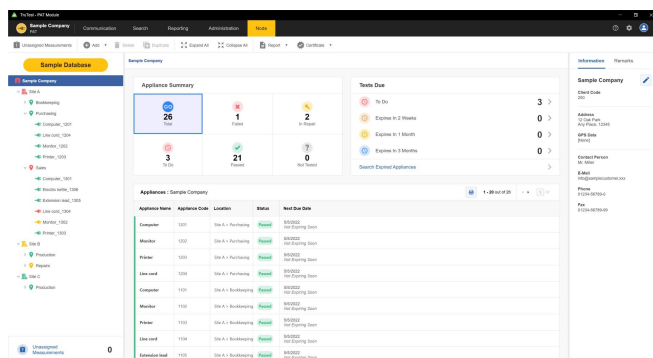 TruTest - PAT Module
Sample Company
PAT
Communication
Search
Reporting
Administration
Node
Unassigned Measurements
Add
Delete
Duplicate
Expand All
Collapse All
Report
Certificate
Sample Database
Sample Company
Site A
Bookkeeping
Purchasing
Computer_1201
Line cord_1204
Monitor_1202
Printer_1203
Sales
Computer_1301
Electric kettle_1306
Extension lead_1305
Line cord_1304
Monitor_1302
Printer_1303
Site B
Production
Repairs
Site C
Production
Unassigned
Measurements
0
Sample Company
Appliance Summary
26
Total
1
Failed
2
In Repair
3
To Do
21
Passed
?
0
Not Tested
Tests Due
To Do
3
Expires In 2 Weeks
0
Expires In 1 Month
0
Expires In 3 Months
0
Search Expired Appliances
Appliances : Sample Company
1 - 20 out of 26
1
Appliance Name Appliance Code Location Status Next Due Date
Computer 1201 Site A > Purchasing Passed 5/5/2022
Not Expiring Soon
Monitor 1202 Site A > Purchasing Passed 5/5/2022
Not Expiring Soon
Printer 1203 Site A > Purchasing Passed 5/5/2022
Not Expiring Soon
Line cord 1204 Site A > Purchasing Passed 5/5/2022
Not Expiring Soon
Computer 1101 Site A > Bookkeeping Passed 5/5/2022
Not Expiring Soon
Monitor 1102 Site A > Bookkeeping Passed 5/5/2022
Not Expiring Soon
Printer 1103 Site A > Bookkeeping Passed 5/5/2022
Not Expiring Soon
Line cord 1104 Site A > Bookkeeping Passed 5/5/2022
Not Expiring Soon
Extension lead 1105 Site A > Bookkeeping Passed 5/5/2022
Not Expiring Soon
Information
Remarks
Sample Company
Client Code
200
Address
12 Oak Park
Any Place, 12345
GPS Data
[None]
Contact Person
Mr. Miller
E-Mail
info@samplecustomer.xxx
Phone
01234-56789-0
Fax
01234-56789-99